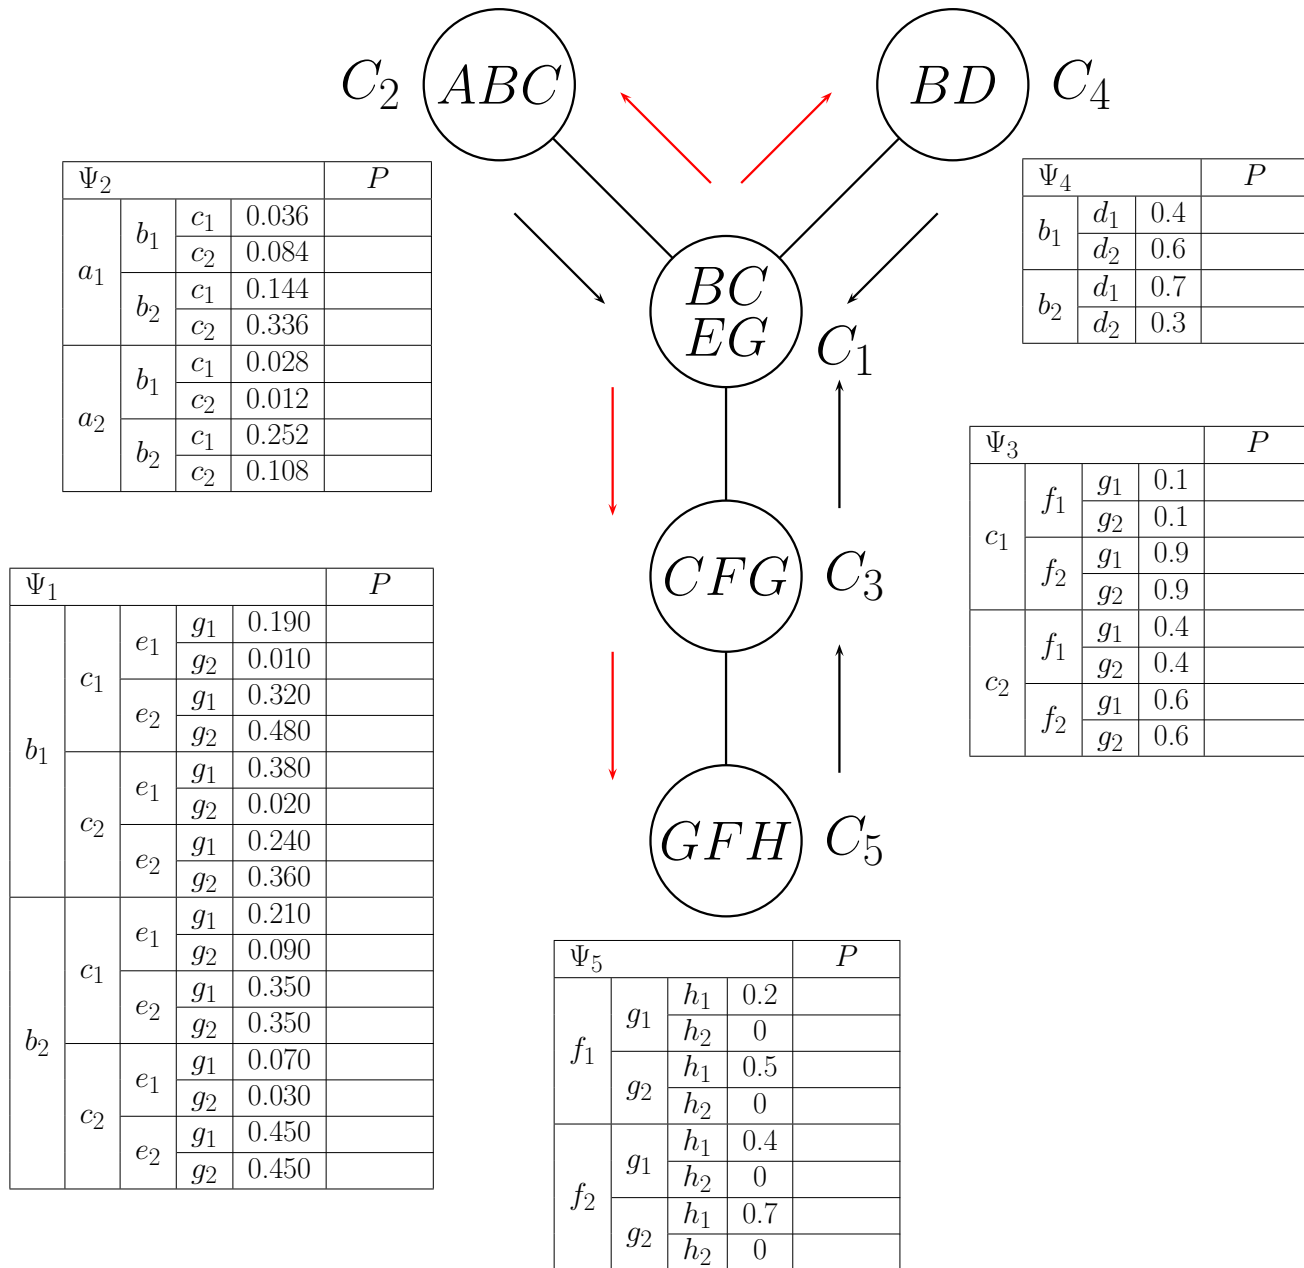 C₂ ABC
BD C₄
Ψ₂ P
a₁ b₁ c₁ 0.036
c₂ 0.084
b₂ c₁ 0.144
c₂ 0.336
a₂ b₁ c₁ 0.028
c₂ 0.012
b₂ c₁ 0.252
c₂ 0.108
Ψ₄ P
b₁ d₁ 0.4
d₂ 0.6
b₂ d₁ 0.7
d₂ 0.3
BC
EG C₁
Ψ₃ P
c₁ f₁ g₁ 0.1
g₂ 0.1
f₂ g₁ 0.9
g₂ 0.9
c₂ f₁ g₁ 0.4
g₂ 0.4
f₂ g₁ 0.6
g₂ 0.6
CFG C₃
Ψ₁ P
b₁ c₁ e₁ g₁ 0.190
g₂ 0.010
e₂ g₁ 0.320
g₂ 0.480
c₂ e₁ g₁ 0.380
g₂ 0.020
e₂ g₁ 0.240
g₂ 0.360
b₂ c₁ e₁ g₁ 0.210
g₂ 0.090
e₂ g₁ 0.350
g₂ 0.350
c₂ e₁ g₁ 0.070
g₂ 0.030
e₂ g₁ 0.450
g₂ 0.450
GFH C₅
Ψ₅ P
f₁ g₁ h₁ 0.2
h₂ 0
g₂ h₁ 0.5
h₂ 0
f₂ g₁ h₁ 0.4
h₂ 0
g₂ h₁ 0.7
h₂ 0